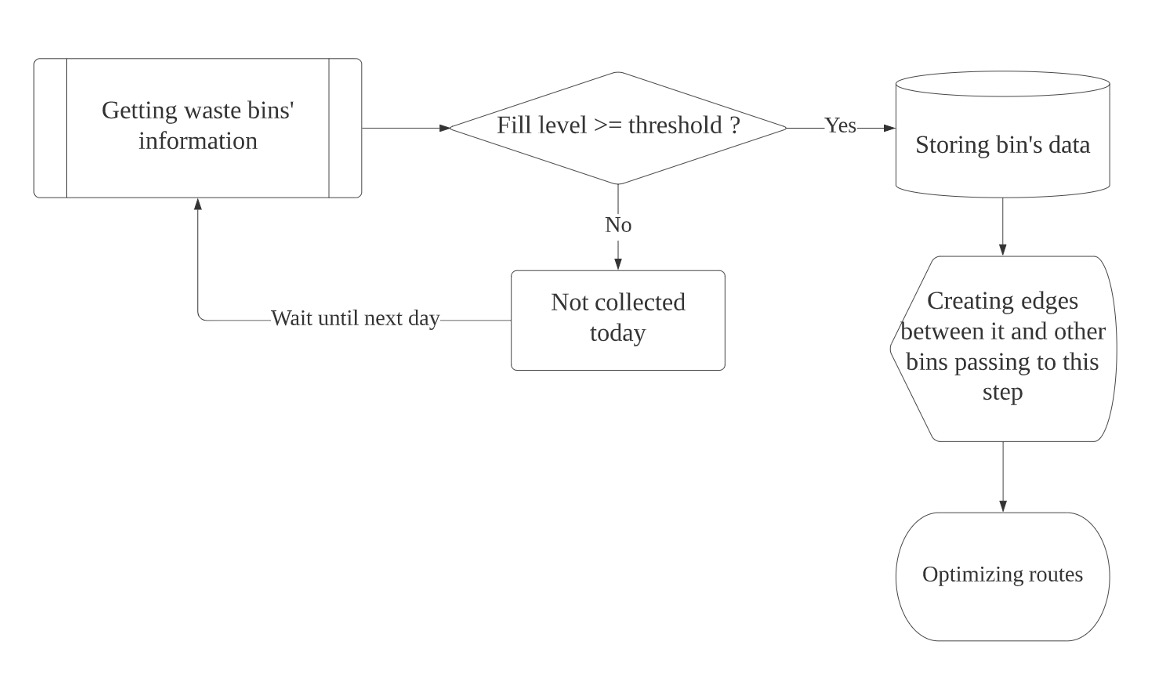 Getting waste bins'
information
Fill level >= threshold ?
Yes
Storing bin's data
No
Not collected
today
Wait until next day
Creating edges
between it and other
bins passing to this
step
Optimizing routes